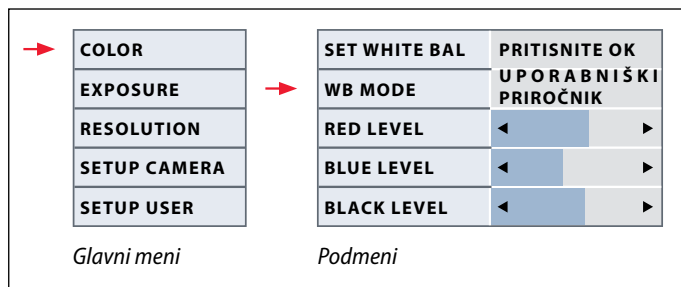 COLOR
EXPOSURE
RESOLUTION
SETUP CAMERA
SETUP USER
Glavni meni
SET WHITE BAL PRITISNITE OK
WB MODE UPORABNIŠKI
PRIROČNIK
RED LEVEL
BLUE LEVEL
BLACK LEVEL
Podmeni